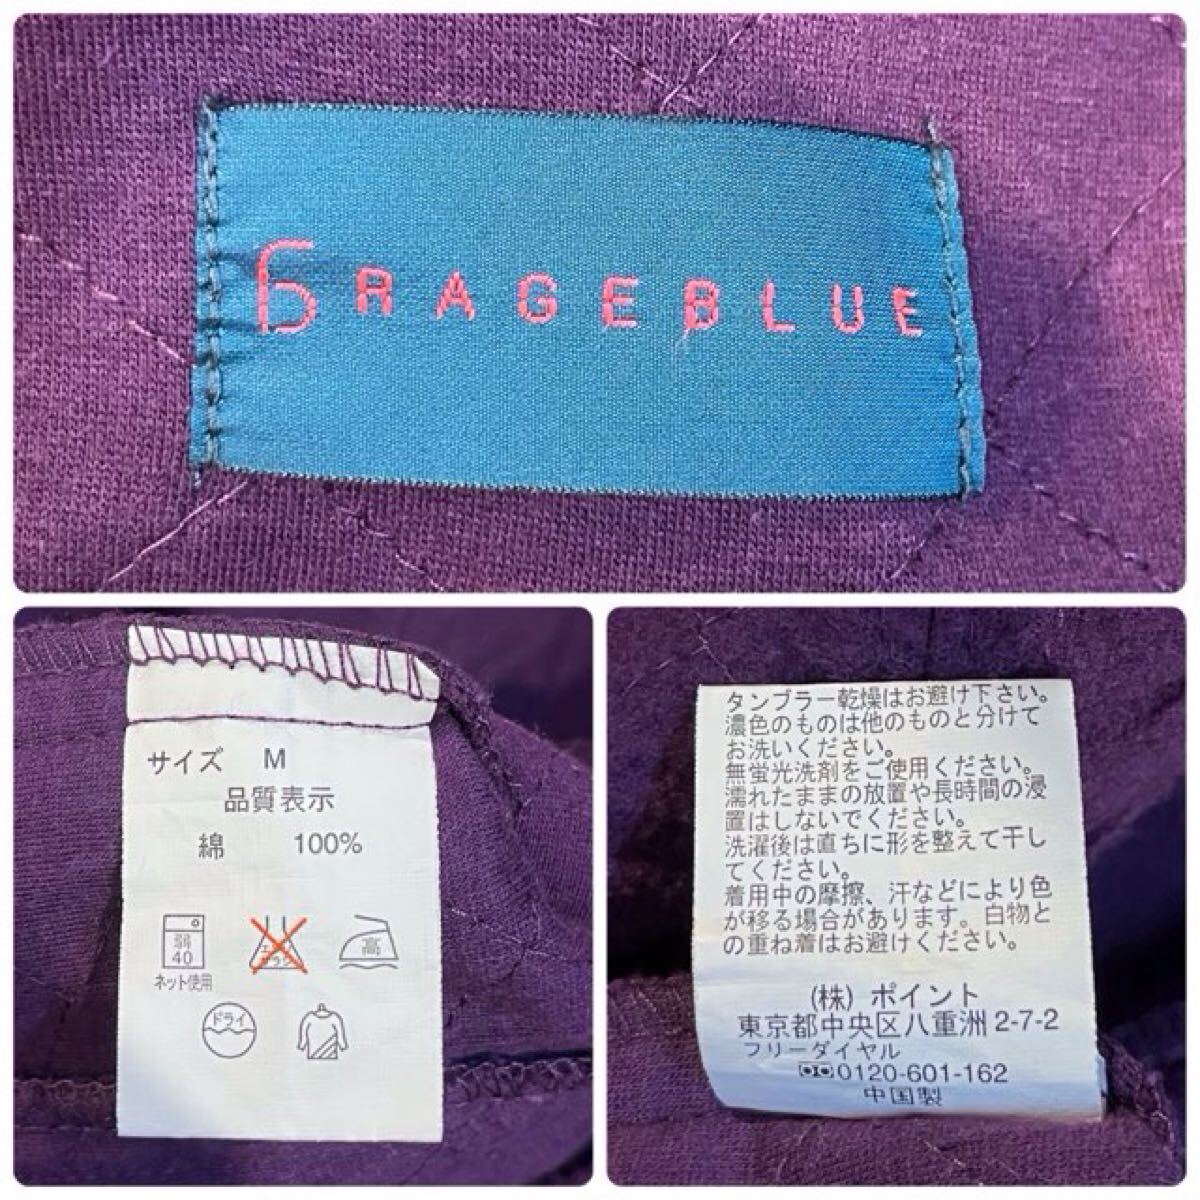 RAGEBLUE
サイズ M
品質表示
綿 100%
弱
40
ネット使用
エンソ
サラシ
高
ドライ
タンブラー乾燥はお避け下さい。
濃色のものは他のものと分けて
お洗いください。
無蛍光洗剤をご使用ください。
濡れたままの放置や長時間の浸
置はしないでください。
洗濯後は直ちに形を整えて干し
てください。
着用中の摩擦、汗などにより色
が移る場合があります。白物と
の重ね着はお避けください。
(株) ポイント
東京都中央区八重洲 2-7-2
フリーダイヤル
0120-601-162
中国製